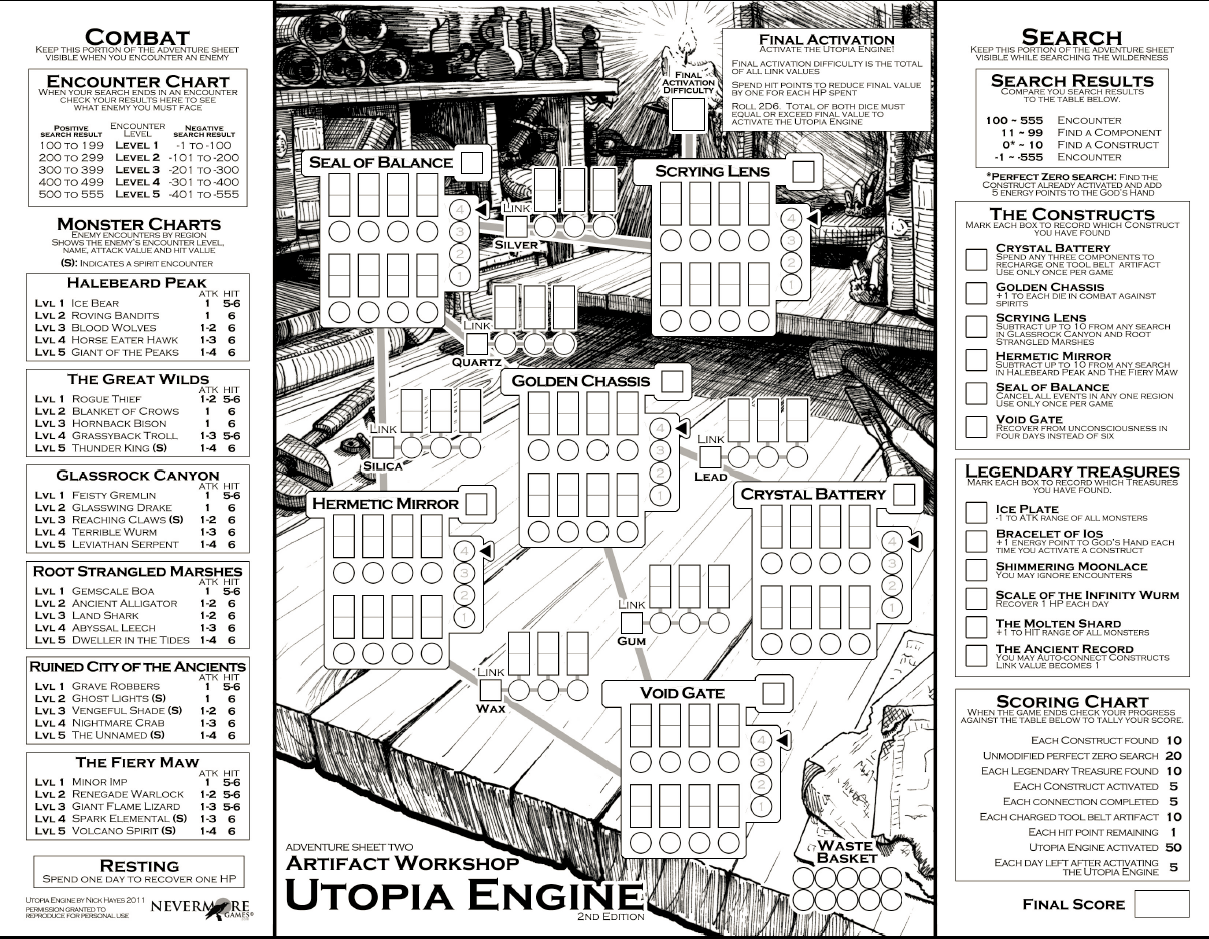 COMBAT
KEEP THIS PORTION OF THE ADVENTURE SHEET
VISIBLE WHEN YOU ENCOUNTER AN ENEMY
ENCOUNTER CHART
WHEN YOUR SEARCH ENDS IN AN ENCOUNTER
CHECK YOUR RESULTS HERE TO SEE
WHAT ENEMY YOU MUST FACE
POSITIVE SEARCH RESULT ENCOUNTER LEVEL NEGATIVE SEARCH RESULT
100 TO 199 LEVEL 1 -1 TO -100
200 TO 299 LEVEL 2 -101 TO -200
300 TO 399 LEVEL 3 -201 TO -300
400 TO 499 LEVEL 4 -301 TO -400
500 TO 555 LEVEL 5 -401 TO -555
MONSTER CHARTS
ENEMY ENCOUNTERS BY REGION
SHOWS THE ENEMY'S ENCOUNTER LEVEL,
NAME, ATTACK VALUE AND HIT VALUE
(S): INDICATES A SPIRIT ENCOUNTER
HALEBEARD PEAK
ATK HIT
LVL 1 ICE BEAR 1 5-6
LVL 2 ROVING BANDITS 1 6
LVL 3 BLOOD WOLVES 1-2 6
LVL 4 HORSE EATER HAWK 1-3 6
LVL 5 GIANT OF THE PEAKS 1-4 6
THE GREAT WILDS
ATK HIT
LVL 1 ROGUE THIEF 1-2 5-6
LVL 2 BLANKET OF CROWS 1 6
LVL 3 HORNBACK BISON 1 6
LVL 4 GRASSYBACK TROLL 1-3 5-6
LVL 5 THUNDER KING (S) 1-4 6
GLASSROCK CANYON
ATK HIT
LVL 1 FEISTY GREMLIN 1 5-6
LVL 2 GLASSWING DRAKE 1 6
LVL 3 REACHING CLAWS (S) 1-2 6
LVL 4 TERRIBLE WURM 1-3 6
LVL 5 LEVIATHAN SERPENT 1-4 6
ROOT STRANGLED MARSHES
ATK HIT
LVL 1 GEMSCALE BOA 1 5-6
LVL 2 ANCIENT ALLIGATOR 1-2 6
LVL 3 LAND SHARK 1-2 6
LVL 4 ABYSSAL LEECH 1-3 6
LVL 5 DWELLER IN THE TIDES 1-4 6
RUINED CITY OF THE ANCIENTS
ATK HIT
LVL 1 GRAVE ROBBERS 1 5-6
LVL 2 GHOST LIGHTS (S) 1 6
LVL 3 VENGEFUL SHADE (S) 1-2 6
LVL 4 NIGHTMARE CRAB 1-3 6
LVL 5 THE UNNAMED (S) 1-4 6
THE FIERY MAW
ATK HIT
LVL 1 MINOR IMP 1 5-6
LVL 2 RENEGADE WARLOCK 1-2 5-6
LVL 3 GIANT FLAME LIZARD 1-3 5-6
LVL 4 SPARK ELEMENTAL (S) 1-3 6
LVL 5 VOLCANO SPIRIT (S) 1-4 6
RESTING
SPEND ONE DAY TO RECOVER ONE HP
UTOPIA ENGINE BY NICK HAYES 2011
PERMISSION GRANTED TO
REPRODUCE FOR PERSONAL USE
NEVERMORE
GAMES
FINAL ACTIVATION
ACTIVATE THE UTOPIA ENGINE!
FINAL ACTIVATION DIFFICULTY IS THE TOTAL
OF ALL LINK VALUES
SPEND HIT POINTS TO REDUCE FINAL VALUE
BY ONE FOR EACH HP SPENT
ROLL 2D6. TOTAL OF BOTH DICE MUST
EQUAL OR EXCEED FINAL VALUE TO
ACTIVATE THE UTOPIA ENGINE
FINAL
ACTIVATION
DIFFICULTY
SEAL OF BALANCE
4
3
2
1
LINK
SILVER
SCRYING LENS
4
3
2
1
LINK
QUARTZ
GOLDEN CHASSIS
4
3
2
1
LINK
SILICA
LINK
LEAD
HERMETIC MIRROR
4
3
2
1
CRYSTAL BATTERY
4
3
2
1
LINK
GUM
LINK
WAX
VOID GATE
4
3
2
1
WASTE
BASKET
ADVENTURE SHEET TWO
ARTIFACT WORKSHOP
UTOPIA ENGINE
2ND EDITION
SEARCH
KEEP THIS PORTION OF THE ADVENTURE SHEET
VISIBLE WHILE SEARCHING THE WILDERNESS
SEARCH RESULTS
COMPARE YOU SEARCH RESULTS
TO THE TABLE BELOW.
100 ~ 555 ENCOUNTER
11 ~ 99 FIND A COMPONENT
0* ~ 10 FIND A CONSTRUCT
-1 ~ -555 ENCOUNTER
*PERFECT ZERO SEARCH: FIND THE
CONSTRUCT ALREADY ACTIVATED AND ADD
5 ENERGY POINTS TO THE GOD'S HAND
THE CONSTRUCTS
MARK EACH BOX TO RECORD WHICH CONSTRUCT
YOU HAVE FOUND
CRYSTAL BATTERY
SPEND ANY THREE COMPONENTS TO
RECHARGE ONE TOOL BELT ARTIFACT
USE ONLY ONCE PER GAME
GOLDEN CHASSIS
+1 TO EACH DIE IN COMBAT AGAINST
SPIRITS
SCRYING LENS
SUBTRACT UP TO 10 FROM ANY SEARCH
IN GLASSROCK CANYON AND ROOT
STRANGLED MARSHES
HERMETIC MIRROR
SUBTRACT UP TO 10 FROM ANY SEARCH
IN HALEBEARD PEAK AND THE FIERY MAW
SEAL OF BALANCE
CANCEL ALL EVENTS IN ANY ONE REGION
USE ONLY ONCE PER GAME
VOID GATE
RECOVER FROM UNCONSCIOUSNESS IN
FOUR DAYS INSTEAD OF SIX
LEGENDARY TREASURES
MARK EACH BOX TO RECORD WHICH TREASURES
YOU HAVE FOUND.
ICE PLATE
-1 TO ATK RANGE OF ALL MONSTERS
BRACELET OF IOS
+1 ENERGY POINT TO GOD'S HAND EACH
TIME YOU ACTIVATE A CONSTRUCT
SHIMMERING MOONLACE
YOU MAY IGNORE ENCOUNTERS
SCALE OF THE INFINITY WURM
RECOVER 1 HP EACH DAY
THE MOLTEN SHARD
+1 TO HIT RANGE OF ALL MONSTERS
THE ANCIENT RECORD
YOU MAY AUTO-CONNECT CONSTRUCTS
LINK VALUE BECOMES 1
SCORING CHART
WHEN THE GAME ENDS CHECK YOUR PROGRESS
AGAINST THE TABLE BELOW TO TALLY YOUR SCORE.
EACH CONSTRUCT FOUND 10
UNMODIFIED PERFECT ZERO SEARCH 20
EACH LEGENDARY TREASURE FOUND 10
EACH CONSTRUCT ACTIVATED 5
EACH CONNECTION COMPLETED 5
EACH CHARGED TOOL BELT ARTIFACT 10
EACH HIT POINT REMAINING 1
UTOPIA ENGINE ACTIVATED 50
EACH DAY LEFT AFTER ACTIVATING
THE UTOPIA ENGINE 5
FINAL SCORE